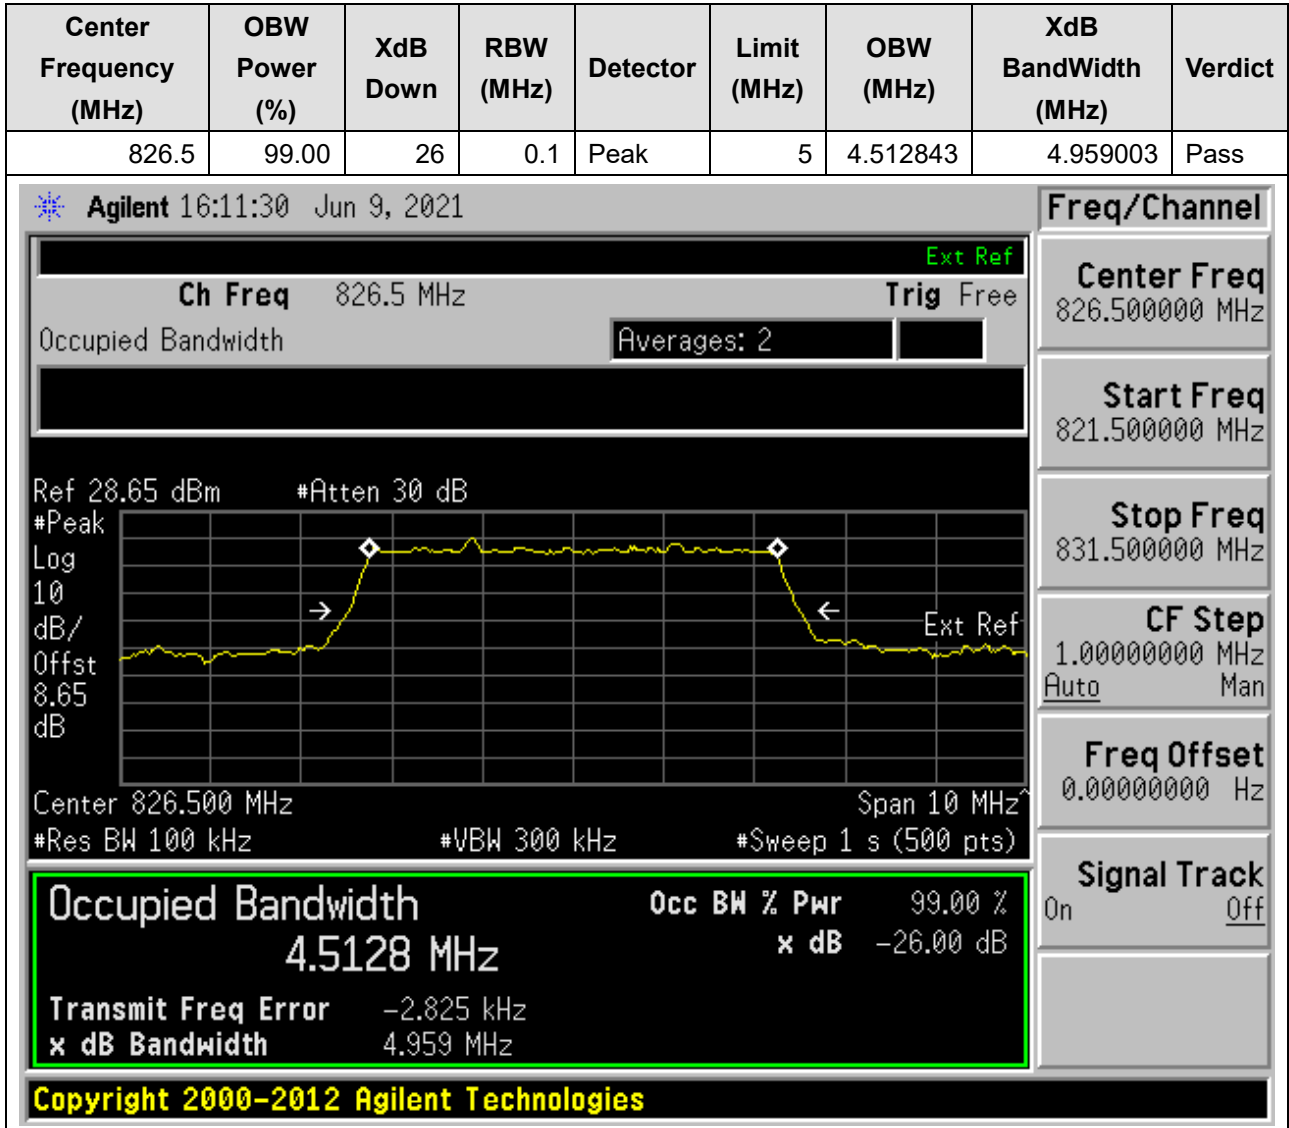 Center Frequency (MHz) OBW Power (%) XdB Down RBW (MHz) Detector Limit (MHz) OBW (MHz) XdB BandWidth (MHz) Verdict
826.5 99.00 26 0.1 Peak 5 4.512843 4.959003 Pass
Agilent 16:11:30 Jun 9, 2021
Ext Ref
Ch Freq 826.5 MHz Trig Free
Occupied Bandwidth Averages: 2
Ref 28.65 dBm #Atten 30 dB
#Peak
Log
10
dB/
Offst
8.65
dB
Ext Ref
Center 826.500 MHz Span 10 MHz^
#Res BW 100 kHz #VBW 300 kHz #Sweep 1 s (500 pts)
Occupied Bandwidth Occ BW % Pwr 99.00 %
4.5128 MHz x dB -26.00 dB
Transmit Freq Error -2.825 kHz
x dB Bandwidth 4.959 MHz
Copyright 2000-2012 Agilent Technologies
Freq/Channel
Center Freq
826.500000 MHz
Start Freq
821.500000 MHz
Stop Freq
831.500000 MHz
CF Step
1.00000000 MHz
Auto Man
Freq Offset
0.00000000 Hz
Signal Track
On Off